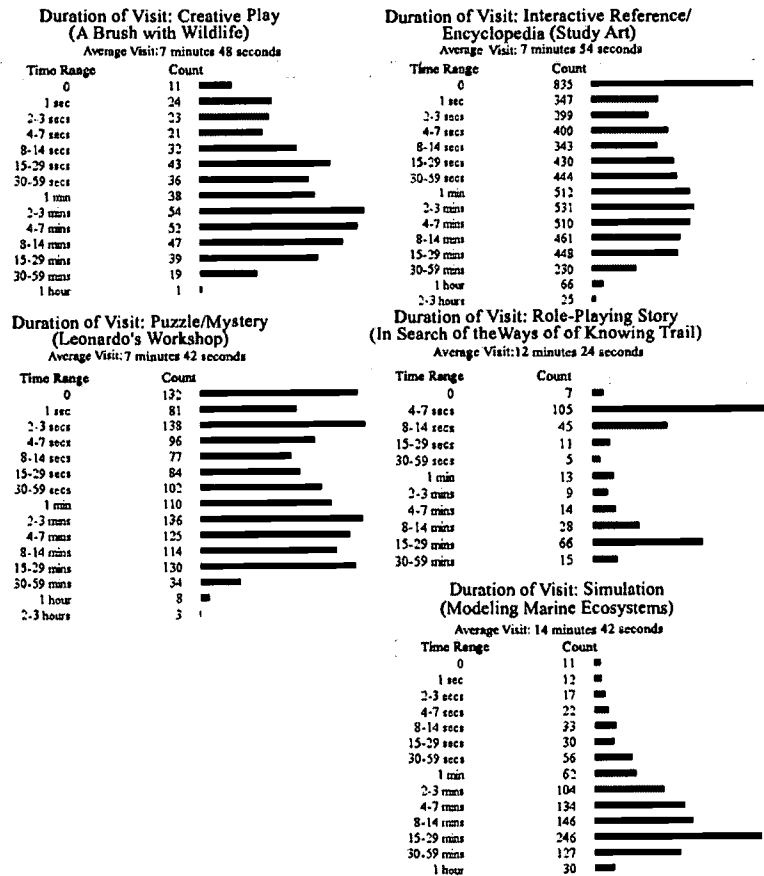 Duration of Visit: Creative Play
(A Brush with Wildlife)
Average Visit:7 minutes 48 seconds
Time Range Count
0 11
1 sec 24
2-3 secs 23
4-7 secs 21
8-14 secs 32
15-29 secs 43
30-59 secs 36
1 min 38
2-3 mins 54
4-7 mins 52
8-14 mins 47
15-29 mins 39
30-59 mins 19
1 hour 1
Duration of Visit: Interactive Reference/
Encyclopedia (Study Art)
Average Visit: 7 minutes 54 seconds
Time Range Count
0 835
1 sec 347
2-3 secs 299
4-7 secs 400
8-14 secs 343
15-29 secs 430
30-59 secs 444
1 min 512
2-3 mins 531
4-7 mins 510
8-14 mins 461
15-29 mins 448
30-59 mins 230
1 hour 66
2-3 hours 25
Duration of Visit: Puzzle/Mystery
(Leonardo's Workshop)
Average Visit:7 minutes 42 seconds
Time Range Count
0 132
1 sec 81
2-3 secs 138
4-7 secs 96
8-14 secs 77
15-29 secs 84
30-59 secs 102
1 min 110
2-3 mins 136
4-7 mins 125
8-14 mins 114
15-29 mins 130
30-59 mins 34
1 hour 8
2-3 hours 3
Duration of Visit: Role-Playing Story
(In Search of theWays of of Knowing Trail)
Average Visit:12 minutes 24 seconds
Time Range Count
0 7
4-7 secs 105
8-14 secs 45
15-29 secs 11
30-59 secs 5
1 min 13
2-3 mins 9
4-7 mins 14
8-14 mins 28
15-29 mins 66
30-59 mins 15
Duration of Visit: Simulation
(Modeling Marine Ecosystems)
Average Visit: 14 minutes 42 seconds
Time Range Count
0 11
1 sec 12
2-3 secs 17
4-7 secs 22
8-14 secs 33
15-29 secs 30
30-59 secs 56
1 min 62
2-3 mins 104
4-7 mins 134
8-14 mins 146
15-29 mins 246
30-59 mins 127
1 hour 30